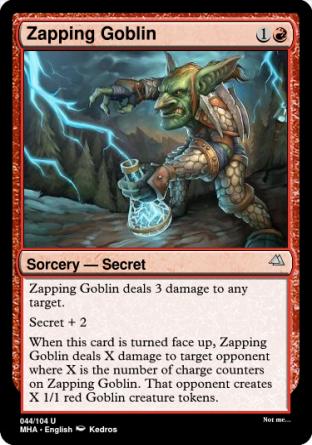 Zapping Goblin 1
Sorcery — Secret
Zapping Goblin deals 3 damage to any
target.
Secret + 2
When this card is turned face up, Zapping
Goblin deals X damage to target opponent
where X is the number of charge counters
on Zapping Goblin. That opponent creates
X 1/1 red Goblin creature tokens.
044/104 U
Not me...
MHA • English Kedros